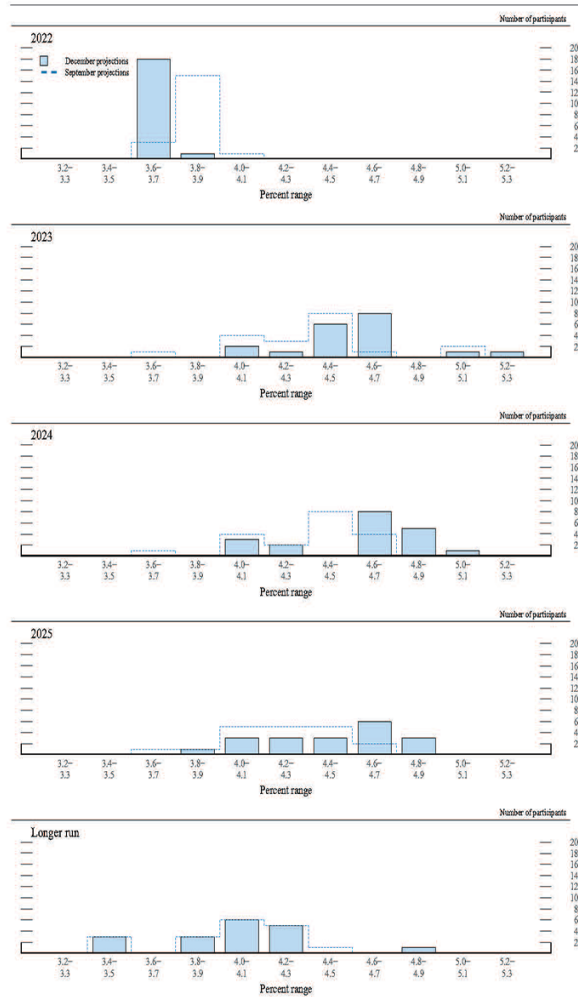 Number of participants
2022
December projections
September projections
20
18
16
14
12
10
8
6
4
2
3.2– 3.4– 3.6– 3.8– 4.0– 4.2– 4.4– 4.6– 4.8– 5.0– 5.2–
3.3 3.5 3.7 3.9 4.1 4.3 4.5 4.7 4.9 5.1 5.3
Percent range
Number of participants
2023
20
18
16
14
12
10
8
6
4
2
3.2– 3.4– 3.6– 3.8– 4.0– 4.2– 4.4– 4.6– 4.8– 5.0– 5.2–
3.3 3.5 3.7 3.9 4.1 4.3 4.5 4.7 4.9 5.1 5.3
Percent range
Number of participants
2024
20
18
16
14
12
10
8
6
4
2
3.2– 3.4– 3.6– 3.8– 4.0– 4.2– 4.4– 4.6– 4.8– 5.0– 5.2–
3.3 3.5 3.7 3.9 4.1 4.3 4.5 4.7 4.9 5.1 5.3
Percent range
Number of participants
2025
20
18
16
14
12
10
8
6
4
2
3.2– 3.4– 3.6– 3.8– 4.0– 4.2– 4.4– 4.6– 4.8– 5.0– 5.2–
3.3 3.5 3.7 3.9 4.1 4.3 4.5 4.7 4.9 5.1 5.3
Percent range
Number of participants
Longer run
20
18
16
14
12
10
8
6
4
2
3.2– 3.4– 3.6– 3.8– 4.0– 4.2– 4.4– 4.6– 4.8– 5.0– 5.2–
3.3 3.5 3.7 3.9 4.1 4.3 4.5 4.7 4.9 5.1 5.3
Percent range